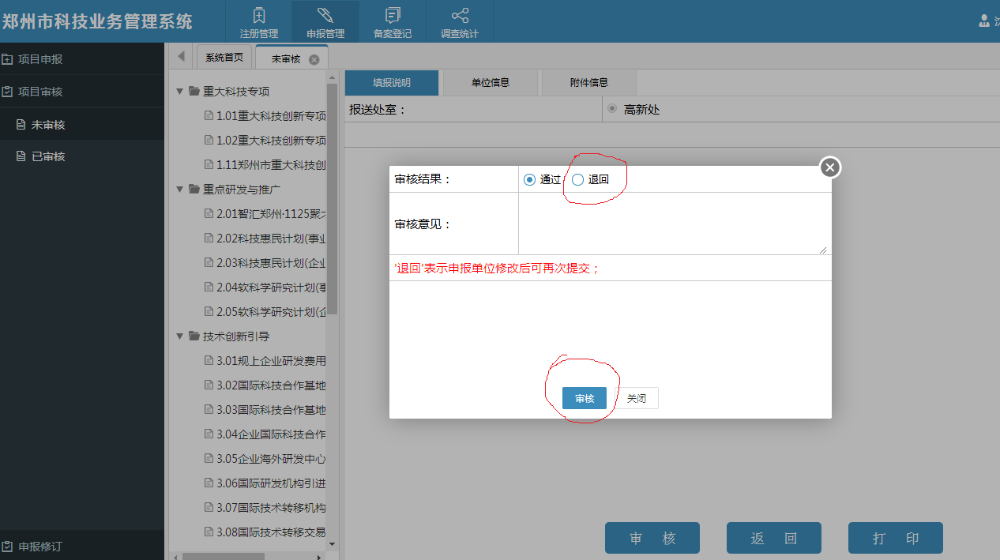 郑州市科技业务管理系统
注册管理
申报管理
备案登记
调查统计
项目申报
项目审核
未审核
已审核
申报修订
系统首页
未审核
重大科技专项
1.01重大科技创新专项
1.02重大科技创新专项
1.11郑州市重大科技创
重点研发与推广
2.01智汇郑州·1125聚才
2.02科技惠民计划(事业
2.03科技惠民计划(企业
2.04软科学研究计划(事
2.05软科学研究计划(企
技术创新引导
3.01规上企业研发费用
3.02国际科技合作基地
3.03国际科技合作基地
3.04企业国际科技合作
3.05企业海外研发中心
3.06国际研发机构引进
3.07国际技术转移机构
3.08国际技术转移交易
填报说明
单位信息
附件信息
报送处室：
高新处
审核结果：
通过
退回
审核意见：
'退回'表示申报单位修改后可再次提交；
审核
关闭
审 核
返 回
打 印